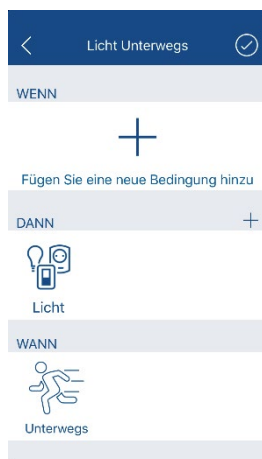 Licht Unterwegs
WENN
Fügen Sie eine neue Bedingung hinzu
DANN
Licht
WANN
Unterwegs